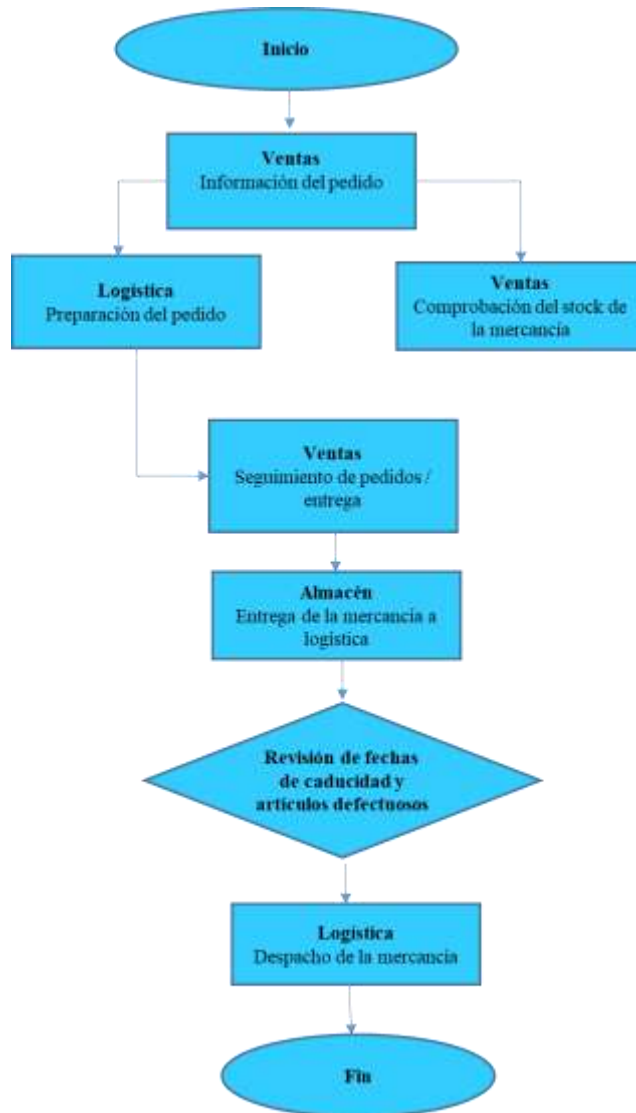 Inicio
Ventas
Información del pedido
Logística
Preparación del pedido
Ventas
Comprobación del stock de
la mercancía
Ventas
Seguimiento de pedidos /
entrega
Almacén
Entrega de la mercancía a
logística
Revisión de fechas
de caducidad y
artículos defectuosos
Logística
Despacho de la mercancía
Fin